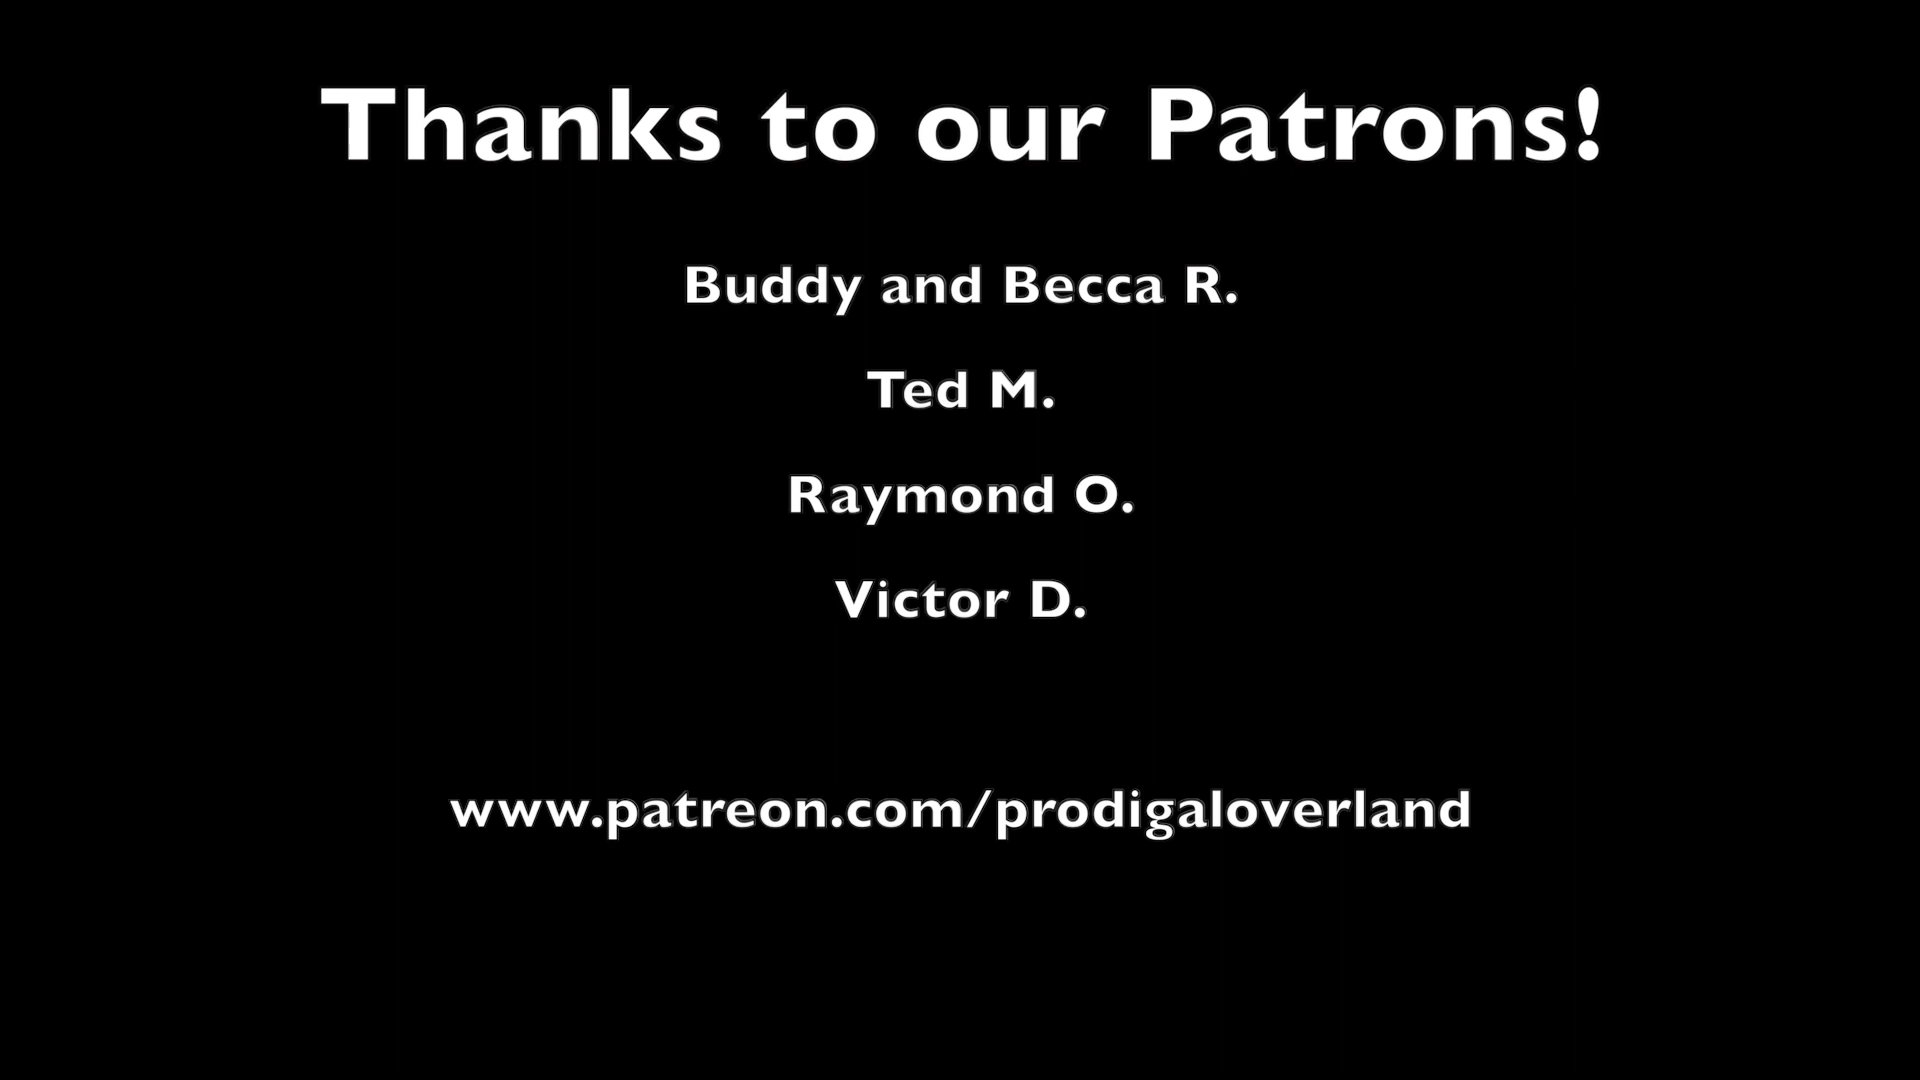 Thanks to our Patrons!
Buddy and Becca R.
Ted M.
Raymond O.
Victor D.
www.patreon.com/prodigaloverland